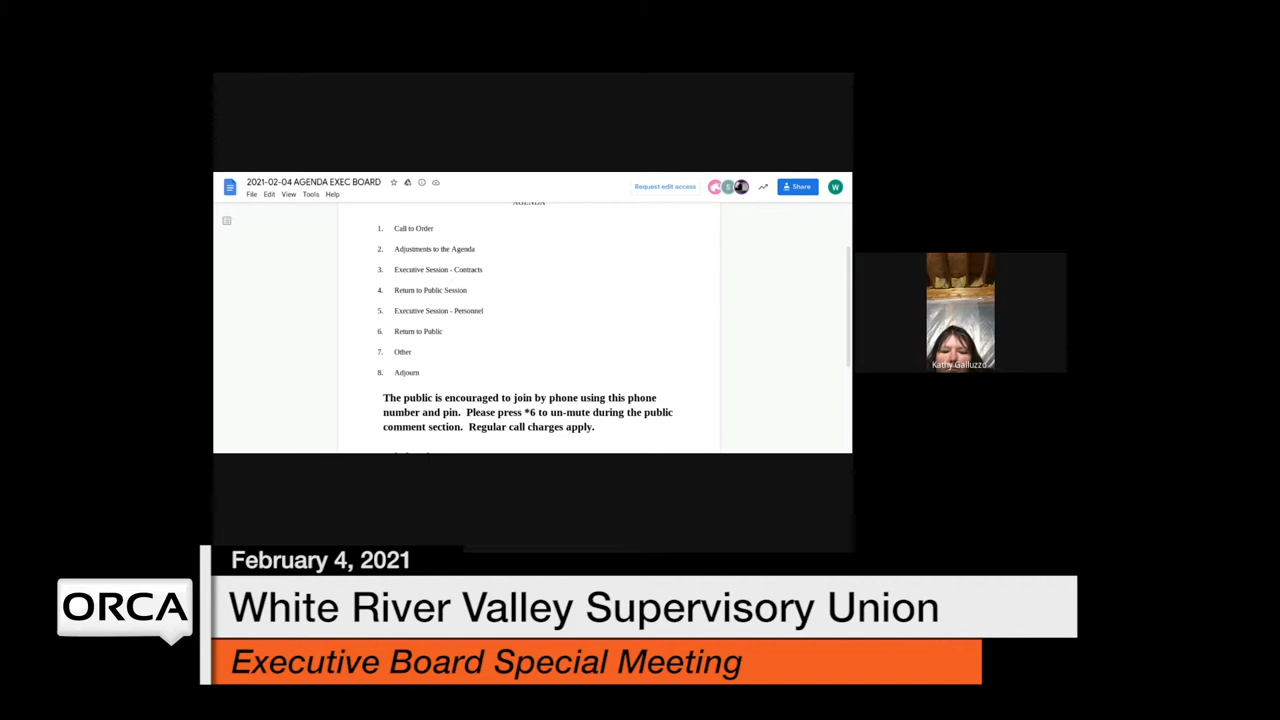 2021-02-04 AGENDA EXEC BOARD
File Edit View Tools Help
Request edit access
S
Share
W
AGENDA
1. Call to Order
2. Adjustments to the Agenda
3. Executive Session - Contracts
4. Return to Public Session
5. Executive Session - Personnel
6. Return to Public
7. Other
8. Adjourn
The public is encouraged to join by phone using this phone
number and pin. Please press *6 to un-mute during the public
comment section. Regular call charges apply.
Kathy Galluzzo
February 4, 2021
ORCA
White River Valley Supervisory Union
Executive Board Special Meeting